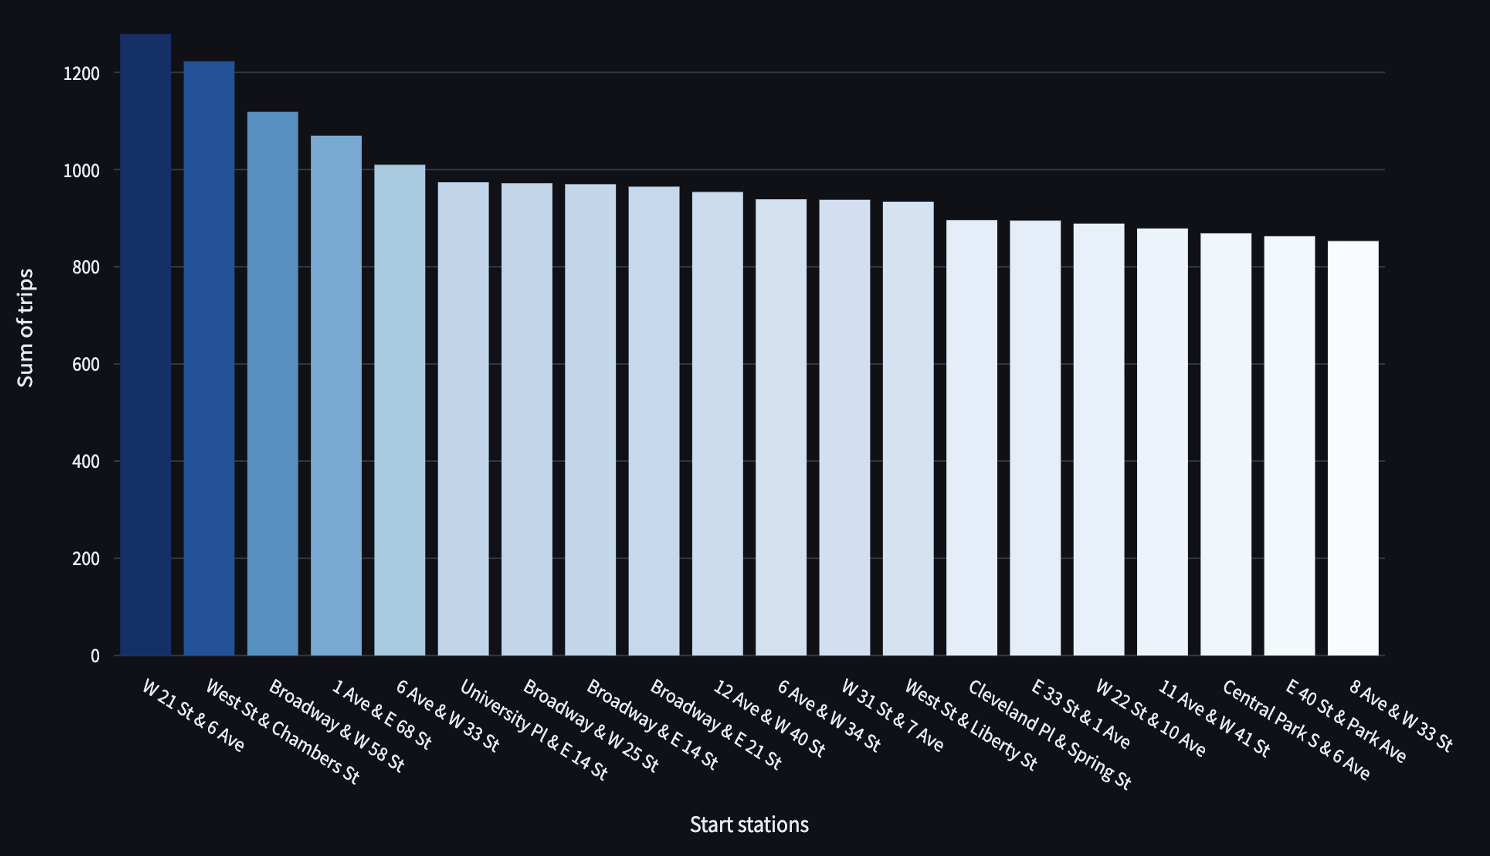 1200
1000
800
600
400
200
0
Sum of trips
W 21 St & 6 Ave
West St & Chambers St
Broadway & W 58 St
1 Ave & E 68 St
6 Ave & W 33 St
University Pl & E 14 St
Broadway & W 25 St
Broadway & E 14 St
Broadway & E 21 St
12 Ave & W 40 St
6 Ave & W 34 St
W 31 St & 7 Ave
West St & Liberty St
Cleveland Pl & Spring St
E 33 St & 1 Ave
W 22 St & 10 Ave
11 Ave & W 41 St
Central Park S & 6 Ave
E 40 St & Park Ave
8 Ave & W 33 St
Start stations